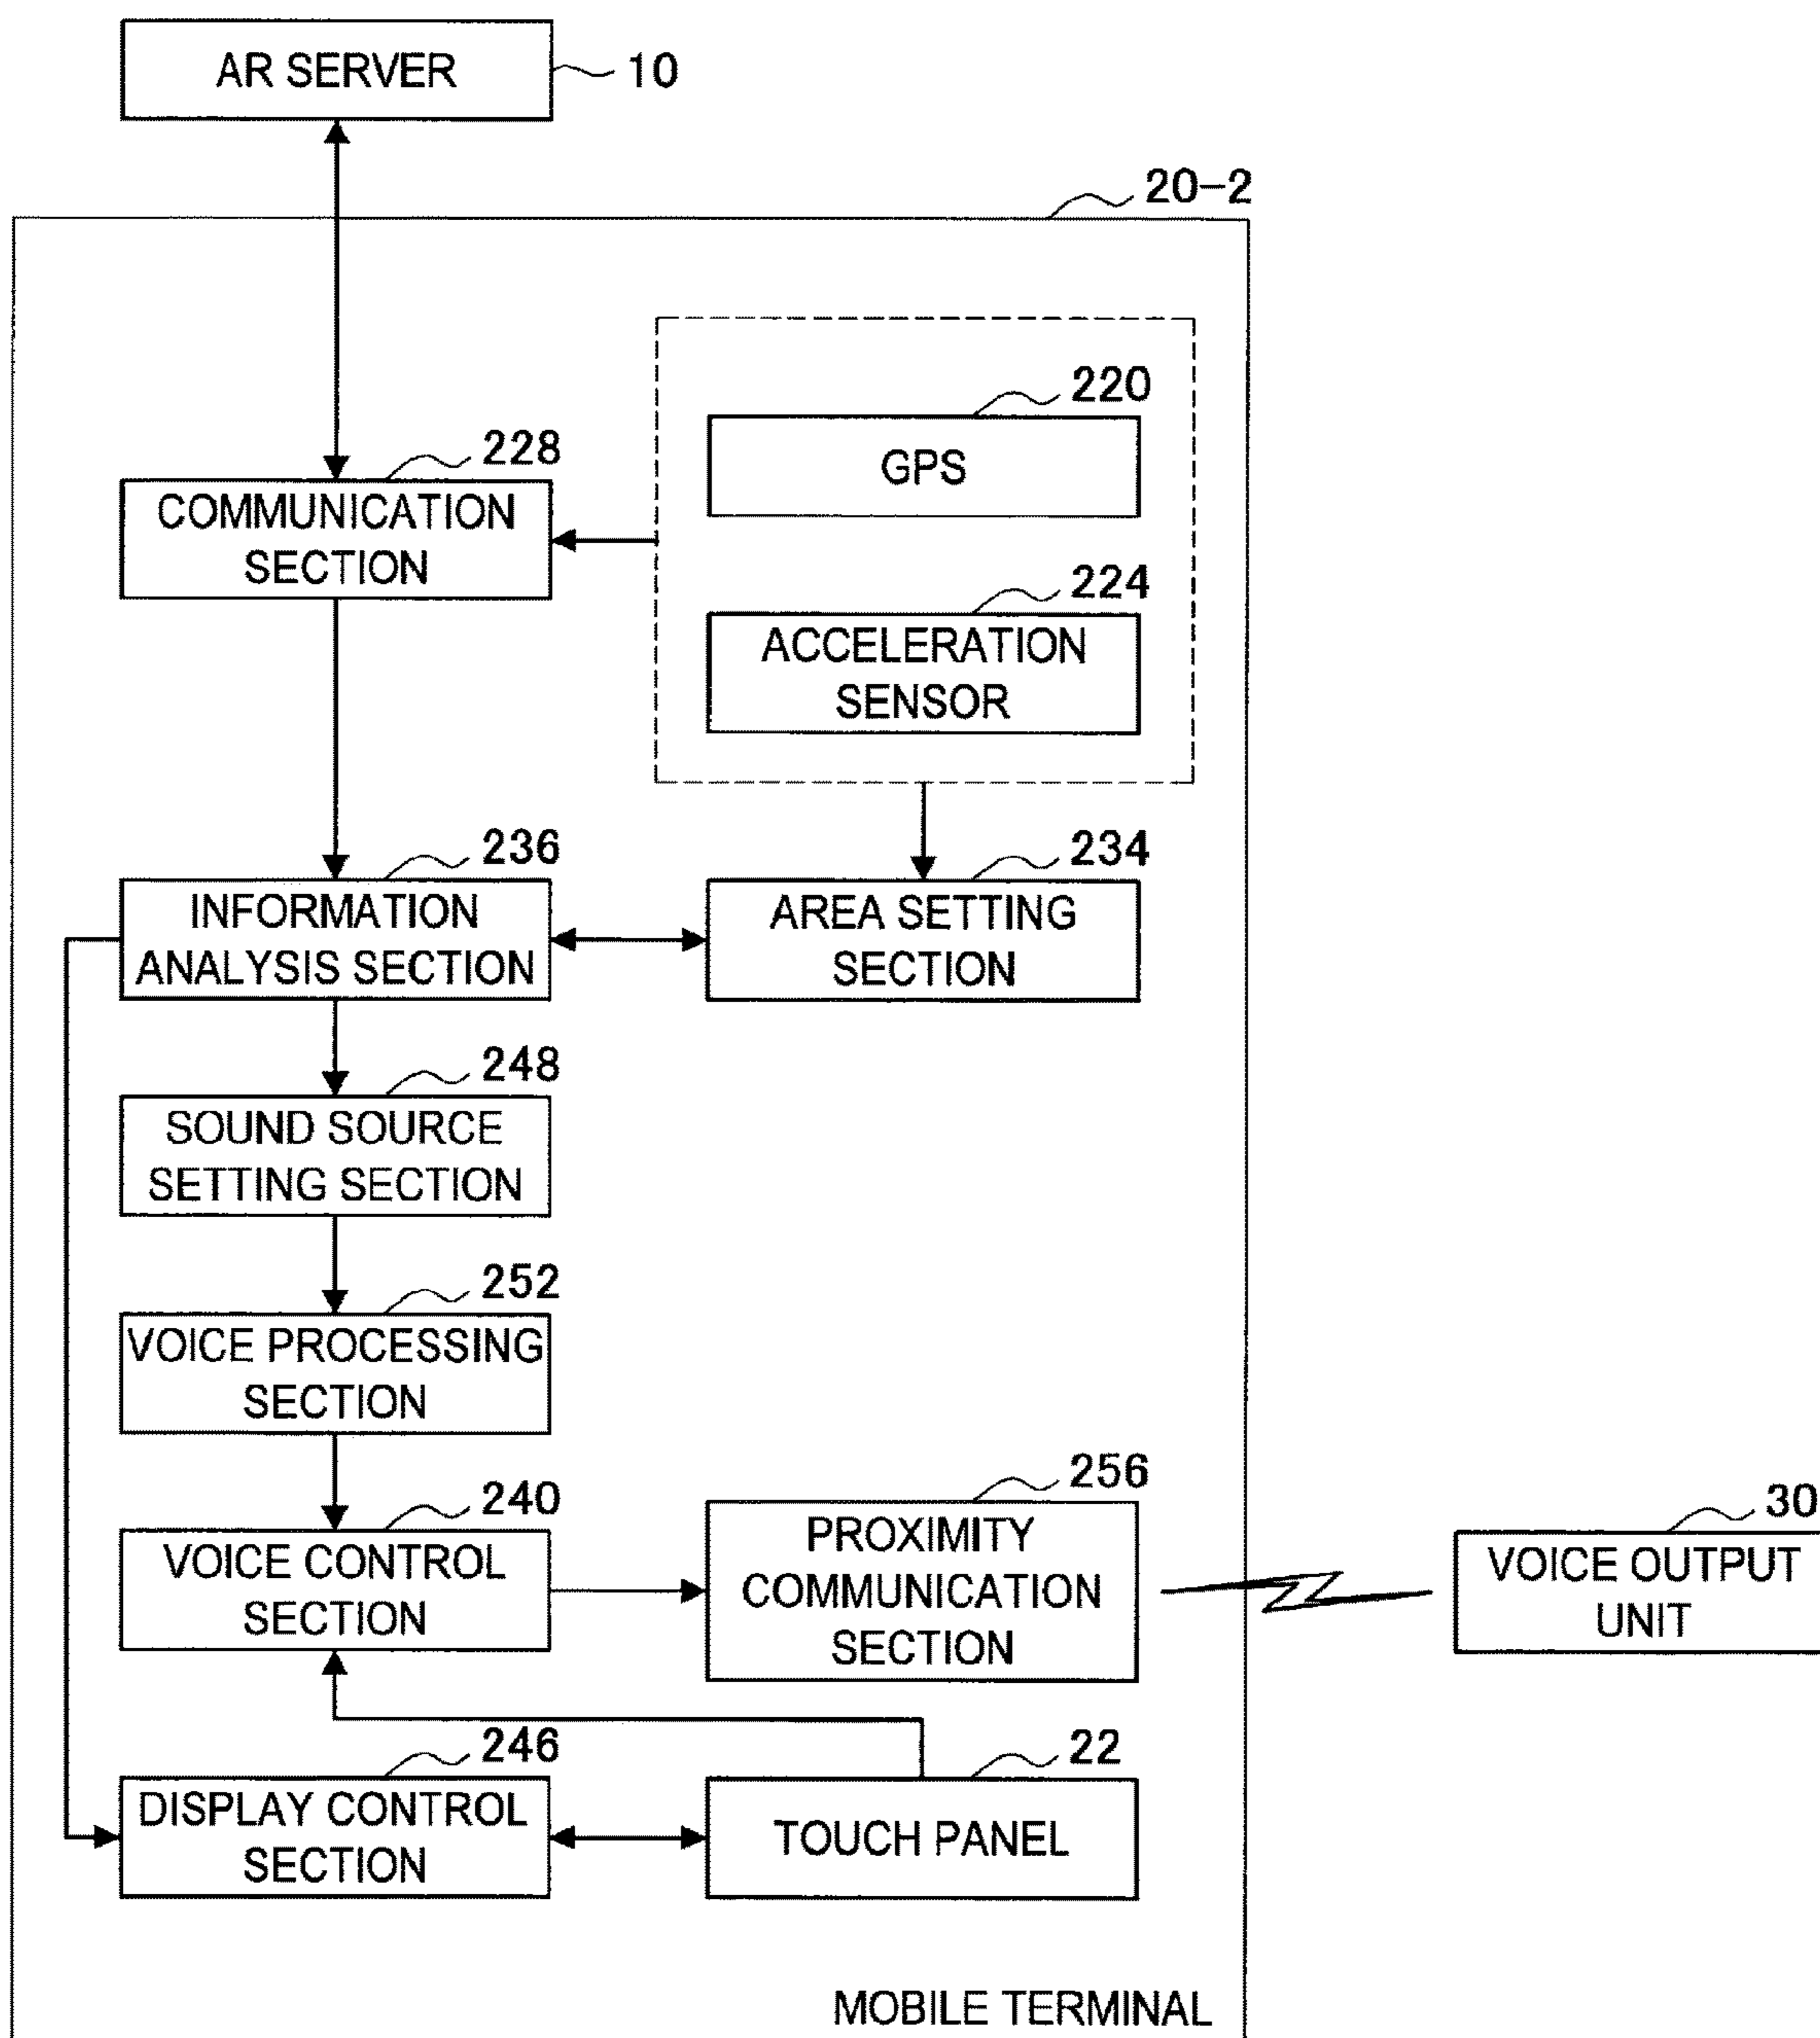 AR SERVER
10
20-2
220
GPS
228
COMMUNICATION
SECTION
224
ACCELERATION
SENSOR
236
INFORMATION
ANALYSIS SECTION
234
AREA SETTING
SECTION
248
SOUND SOURCE
SETTING SECTION
252
VOICE PROCESSING
SECTION
240
VOICE CONTROL
SECTION
256
PROXIMITY
COMMUNICATION
SECTION
30
VOICE OUTPUT
UNIT
246
DISPLAY CONTROL
SECTION
22
TOUCH PANEL
MOBILE TERMINAL